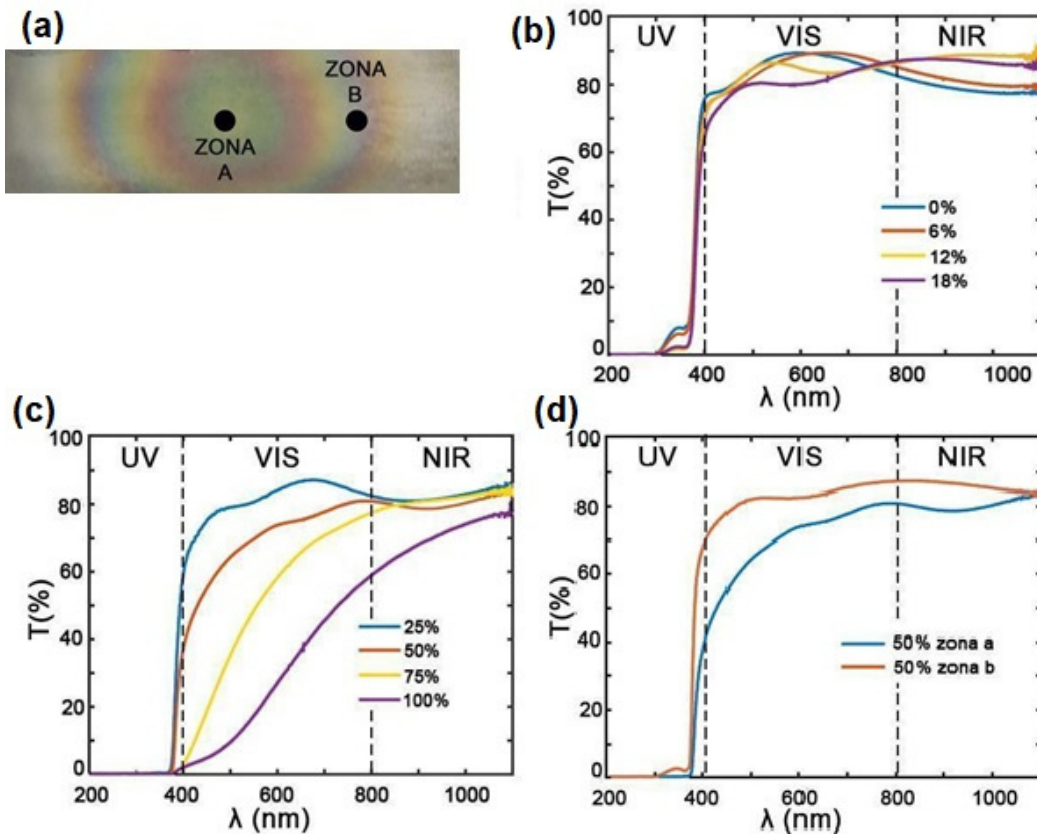 (a)
ZONA
A
ZONA
B
(b)
UV
VIS
NIR
100
80
60
40
20
0
T(%)
0%
6%
12%
18%
200
400
600
800
1000
λ (nm)
(c)
UV
VIS
NIR
100
80
60
40
20
0
T(%)
25%
50%
75%
100%
200
400
600
800
1000
λ (nm)
(d)
UV
VIS
NIR
100
80
60
40
20
0
T(%)
50% zona a
50% zona b
200
400
600
800
1000
λ (nm)